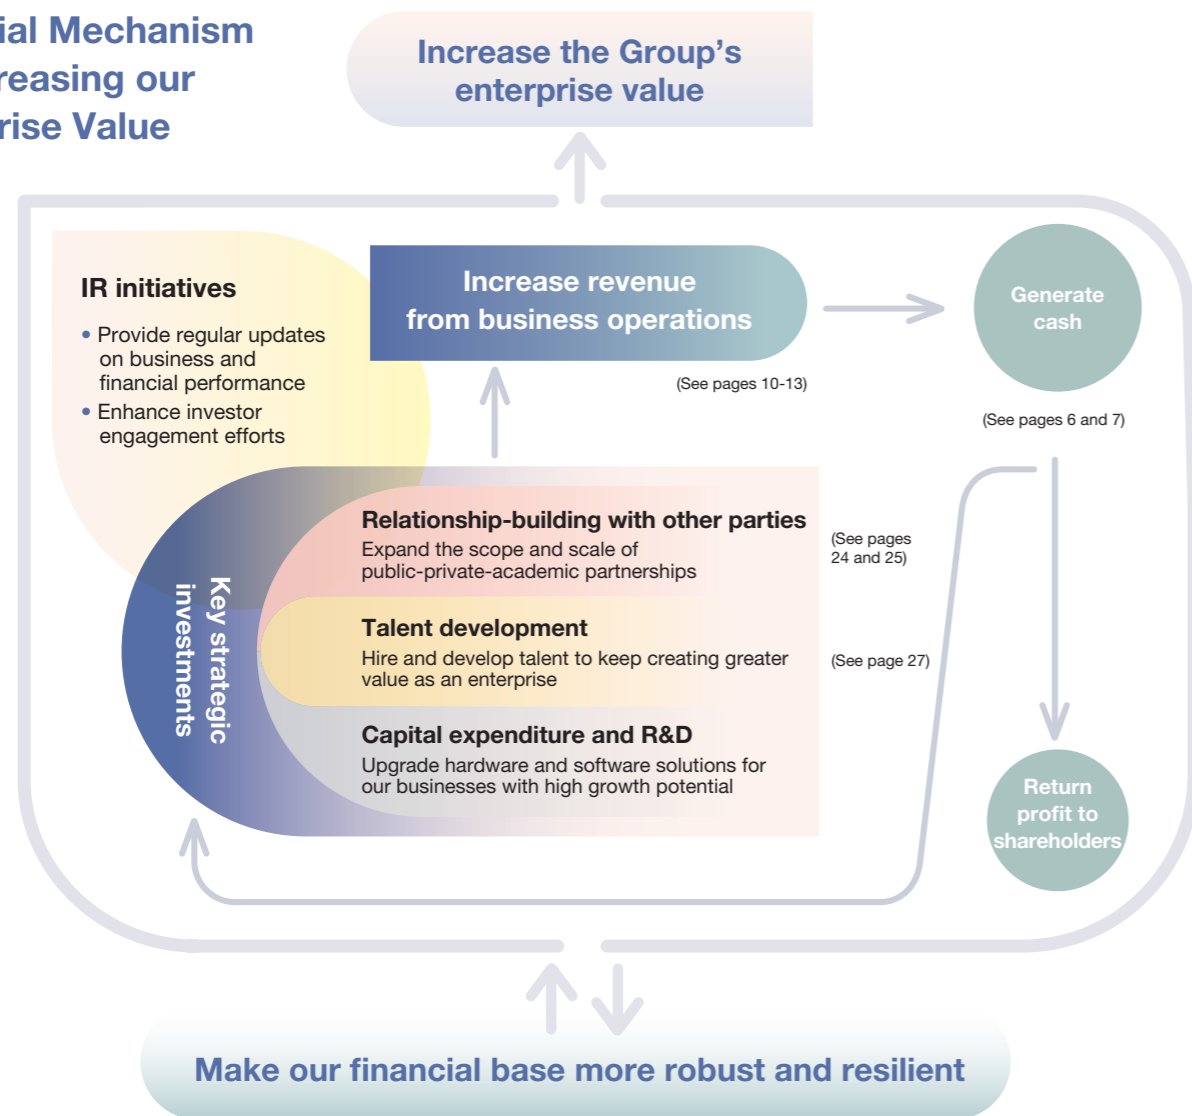 ial Mechanism
reasing our
rise Value
Increase the Group's
enterprise value
IR initiatives
• Provide regular updates
on business and
financial performance
• Enhance investor
engagement efforts
Increase revenue
from business operations
(See pages 10-13)
Generate
cash
(See pages 6 and 7)
Key strategic
investments
Relationship-building with other parties
Expand the scope and scale of
public-private-academic partnerships
(See pages
24 and 25)
Talent development
Hire and develop talent to keep creating greater
value as an enterprise
(See page 27)
Capital expenditure and R&D
Upgrade hardware and software solutions for
our businesses with high growth potential
Return
profit to
shareholders
Make our financial base more robust and resilient